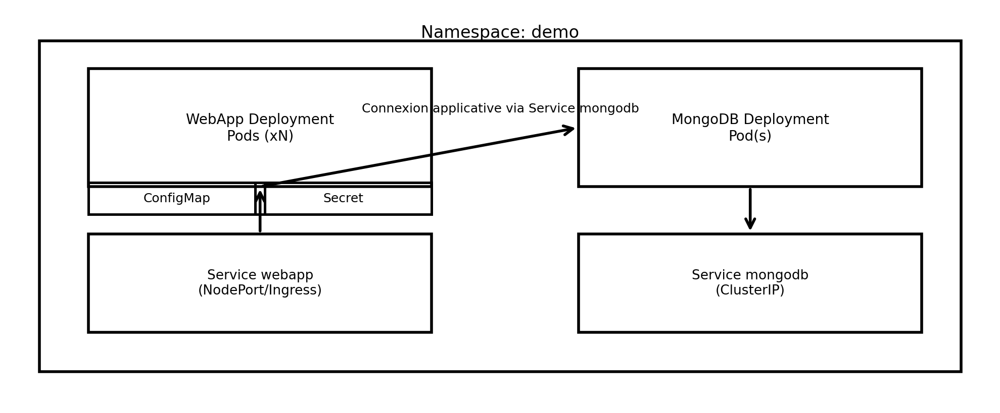 Namespace: demo
Connexion applicative via Service mongodb
WebApp Deployment
Pods (xN)
MongoDB Deployment
Pod(s)
ConfigMap
Secret
Service webapp
(NodePort/Ingress)
Service mongodb
(ClusterIP)